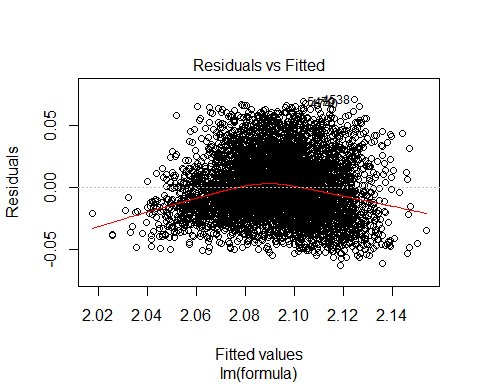 Residuals vs Fitted
4538
Residuals
0.05
0.00
-0.05
2.02 2.04 2.06 2.08 2.10 2.12 2.14
Fitted values
lm(formula)